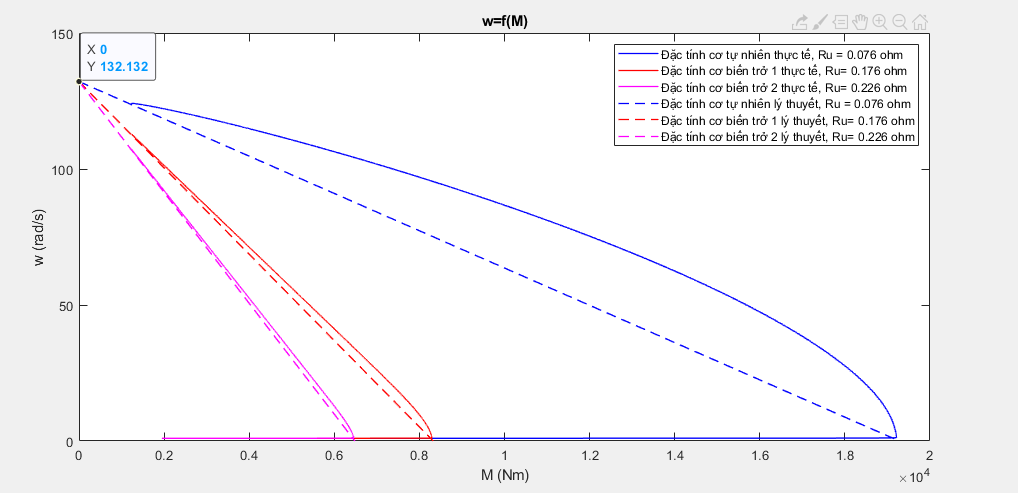 w=f(M)
X 0
Y 132.132
Đặc tính cơ tự nhiên thực tế, Ru = 0.076 ohm
Đặc tính cơ biến trở 1 thực tế, Ru= 0.176 ohm
Đặc tính cơ biến trở 2 thực tế, Ru= 0.226 ohm
Đặc tính cơ tự nhiên lý thuyết, Ru = 0.076 ohm
Đặc tính cơ biến trở 1 lý thuyết, Ru= 0.176 ohm
Đặc tính cơ biến trở 2 lý thuyết, Ru= 0.226 ohm
150
100
50
0
w (rad/s)
0 0.2 0.4 0.6 0.8 1 1.2 1.4 1.6 1.8 2
M (Nm)
×10⁴